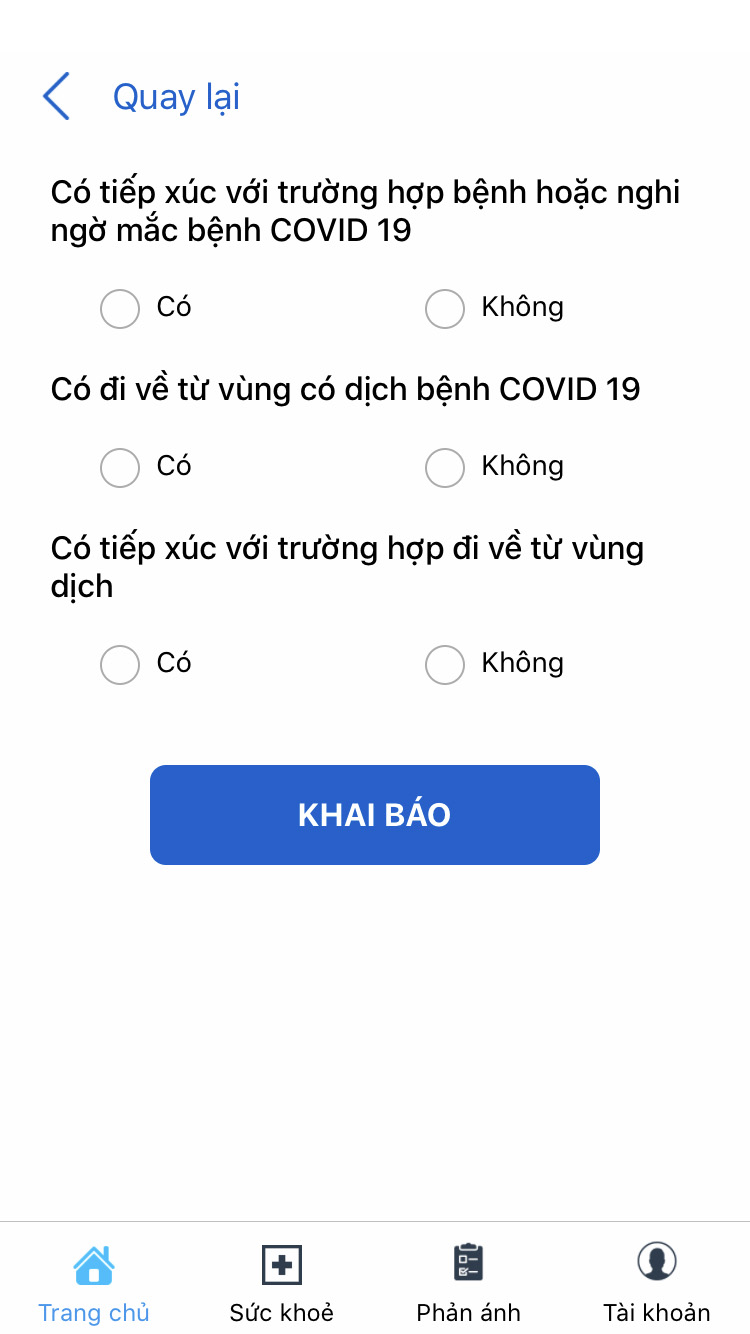 Quay lại
Có tiếp xúc với trường hợp bệnh hoặc nghi
ngờ mắc bệnh COVID 19
Có Không
Có đi về từ vùng có dịch bệnh COVID 19
Có Không
Có tiếp xúc với trường hợp đi về từ vùng
dịch
Có Không
KHAI BÁO
Trang chủ Sức khoẻ Phản ánh Tài khoản